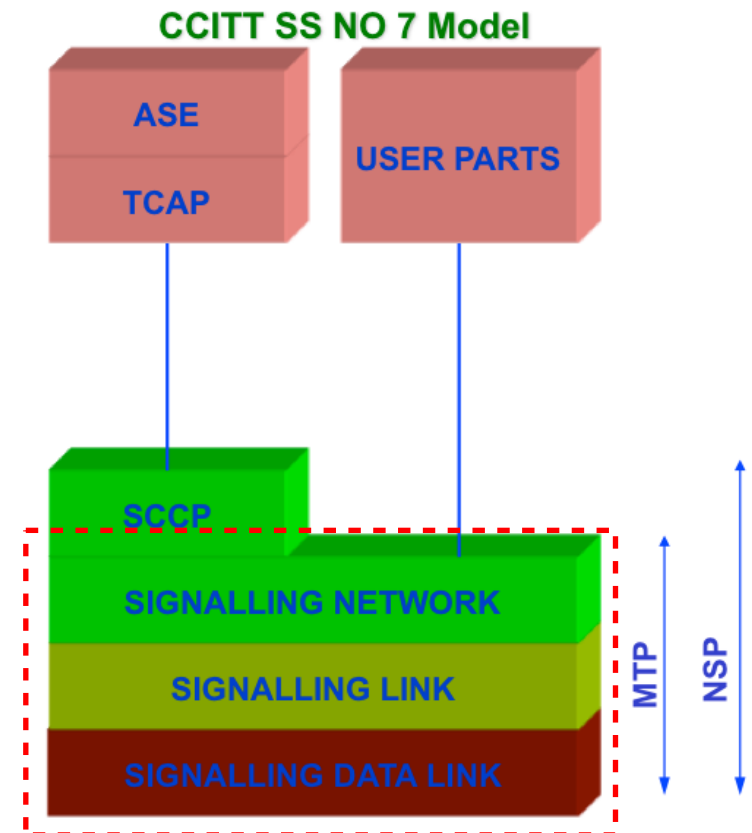 CCITT SS NO 7 Model
ASE
USER PARTS
TCAP
SCCP
SIGNALLING NETWORK
SIGNALLING LINK
SIGNALLING DATA LINK
MTP
NSP